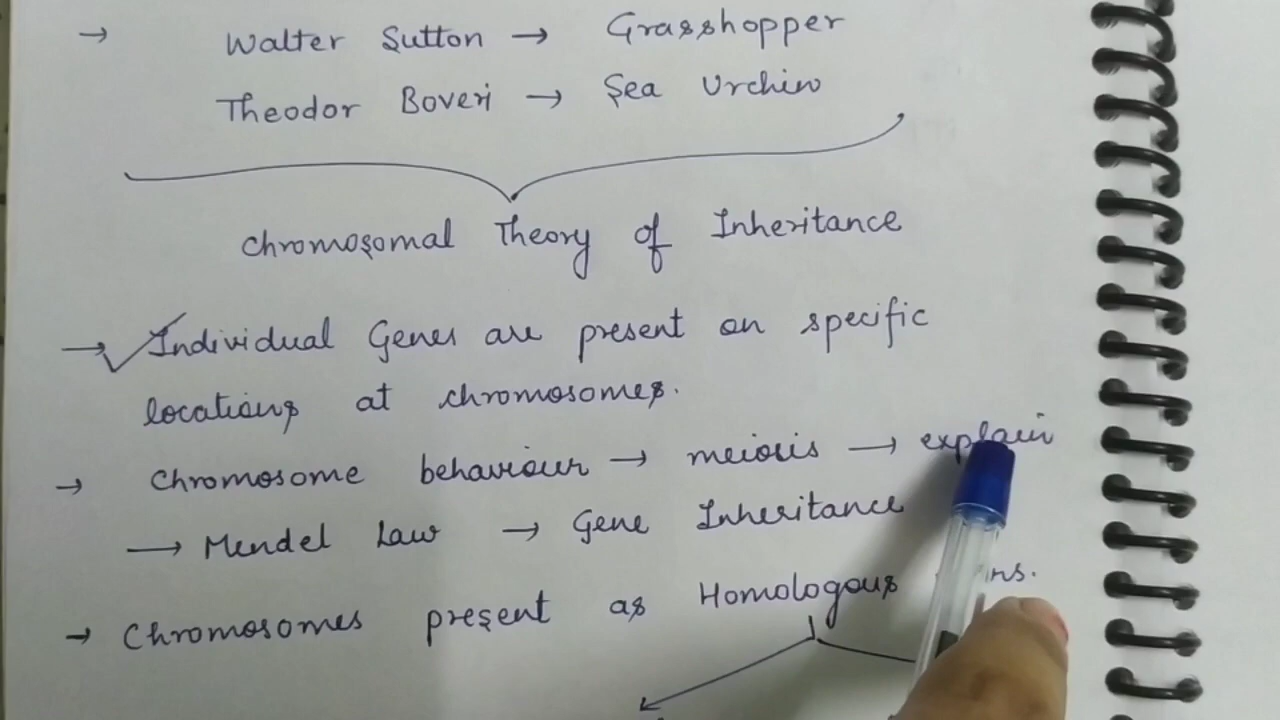 → Walter Sutton → Grasshopper
Theodor Boveri → Sea Urchin
Chromosomal Theory of Inheritance
→ Individual Genes are present on specific
locations at chromosomes.
→ Chromosome behaviour → meiosis → explain
→ Mendel Law → Gene Inheritance
→ Chromosomes present as Homologous